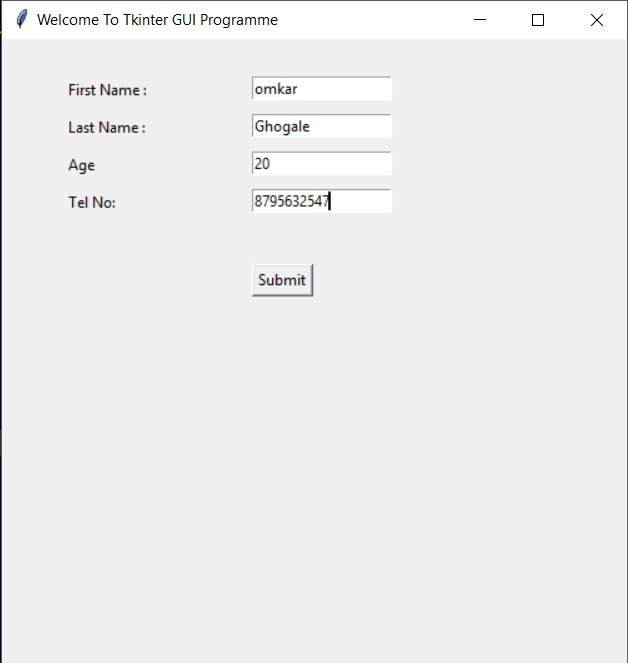 Welcome To Tkinter GUI Programme
First Name : omkar
Last Name : Ghogale
Age 20
Tel No: 8795632547
Submit